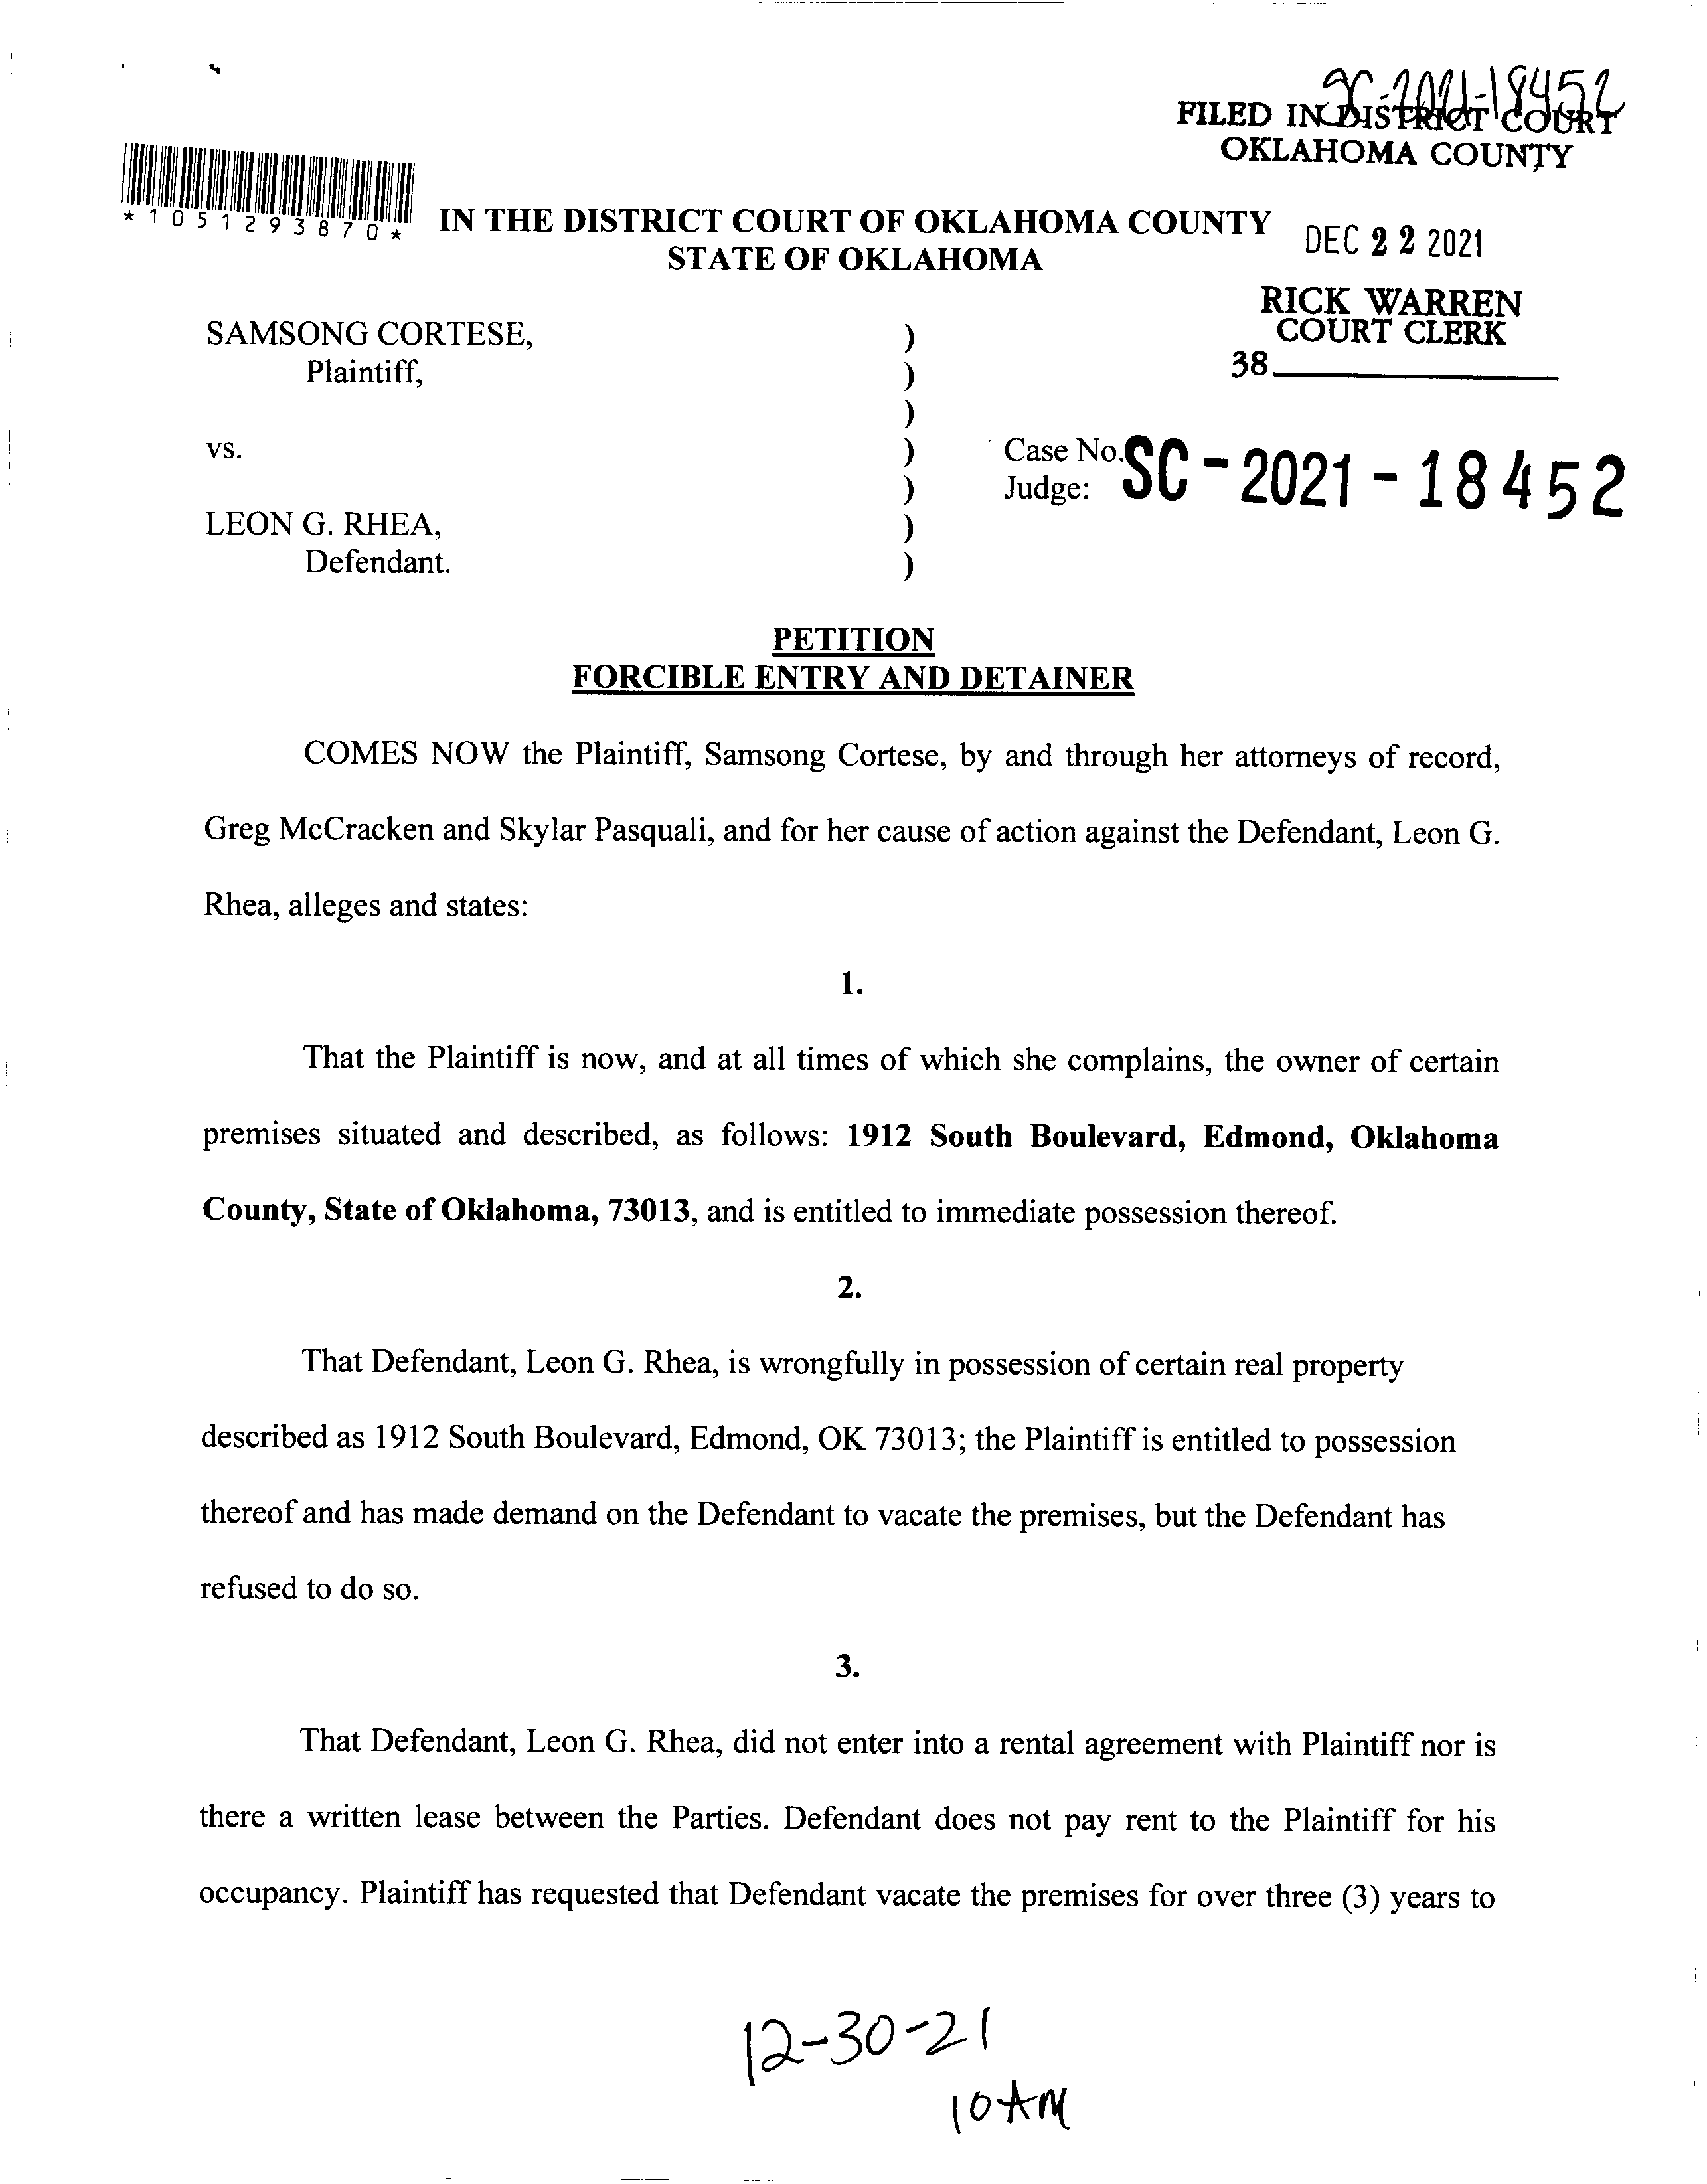 SC-2021-18452
FILED IN DISTRICT COURT
OKLAHOMA COUNTY
*1051293870*
IN THE DISTRICT COURT OF OKLAHOMA COUNTY
STATE OF OKLAHOMA
DEC 22 2021
RICK WARREN
COURT CLERK
38
SAMSONG CORTESE, )
Plaintiff, )
)
vs. ) Case No. SC-2021-18452
) Judge:
LEON G. RHEA, )
Defendant. )
PETITION
FORCIBLE ENTRY AND DETAINER
COMES NOW the Plaintiff, Samsong Cortese, by and through her attorneys of record,
Greg McCracken and Skylar Pasquali, and for her cause of action against the Defendant, Leon G.
Rhea, alleges and states:
1.
That the Plaintiff is now, and at all times of which she complains, the owner of certain
premises situated and described, as follows: 1912 South Boulevard, Edmond, Oklahoma
County, State of Oklahoma, 73013, and is entitled to immediate possession thereof.
2.
That Defendant, Leon G. Rhea, is wrongfully in possession of certain real property
described as 1912 South Boulevard, Edmond, OK 73013; the Plaintiff is entitled to possession
thereof and has made demand on the Defendant to vacate the premises, but the Defendant has
refused to do so.
3.
That Defendant, Leon G. Rhea, did not enter into a rental agreement with Plaintiff nor is
there a written lease between the Parties. Defendant does not pay rent to the Plaintiff for his
occupancy. Plaintiff has requested that Defendant vacate the premises for over three (3) years to
12-30-21
10 AM